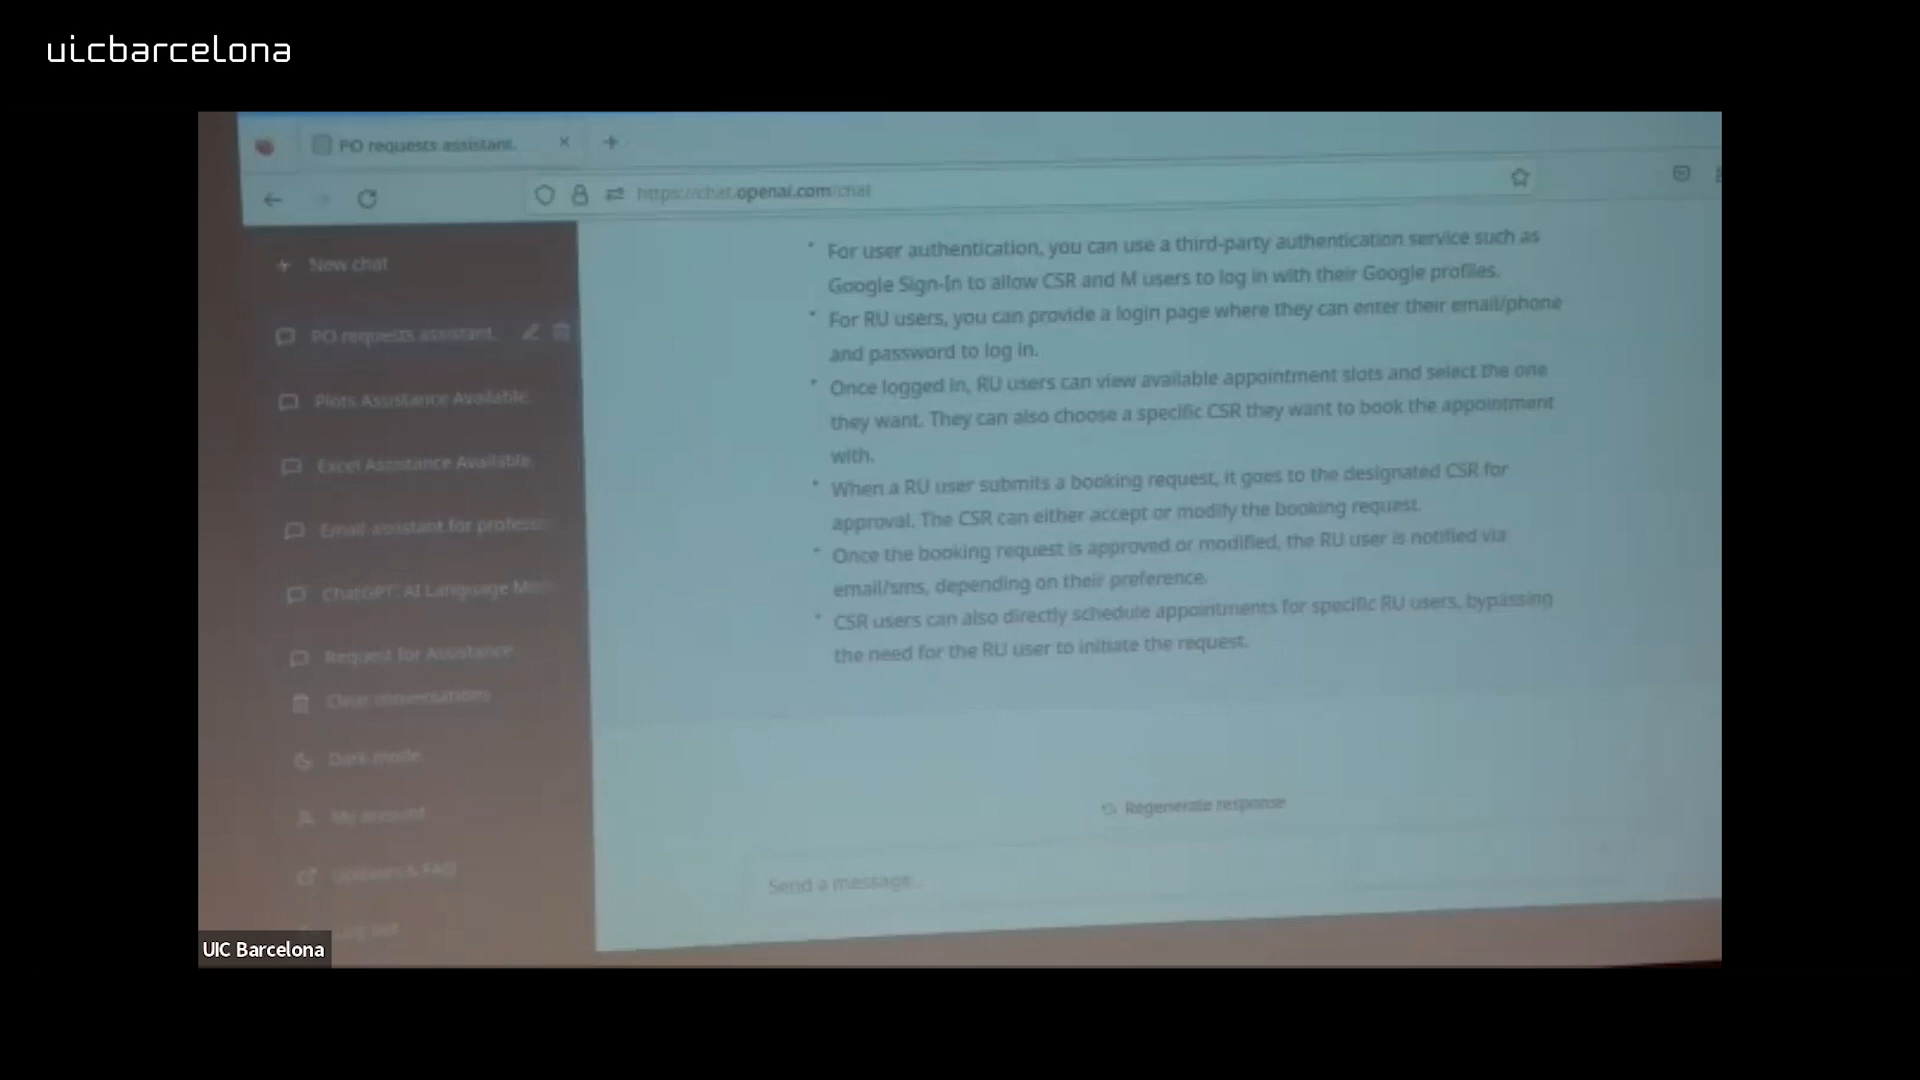 uicbarcelona
PO requests assistant.
https://chat.openai.com/chat
New chat
PO requests assistant.
Plots Assistance Available.
Excel Assistance Available.
Email assistant for profess
ChatGPT: AI Language
Request for Assistance
Clear conversations
Dark mode
My account
Updates & FAQ
Log out
For user authentication, you can use a third-party authentication service such as
Google Sign-In to allow CSR and M users to log in with their Google profiles.
For RU users, you can provide a login page where they can enter their email/phone
and password to log in.
Once logged in, RU users can view available appointment slots and select the one
they want. They can also choose a specific CSR they want to book the appointment
with.
When a RU user submits a booking request, it goes to the designated CSR for
approval. The CSR can either accept or modify the booking request.
Once the booking request is approved or modified, the RU user is notified via
email/sms, depending on their preference.
CSR users can also directly schedule appointments for specific RU users, bypassing
the need for the RU user to initiate the request.
Regenerate response
Send a message...
UIC Barcelona